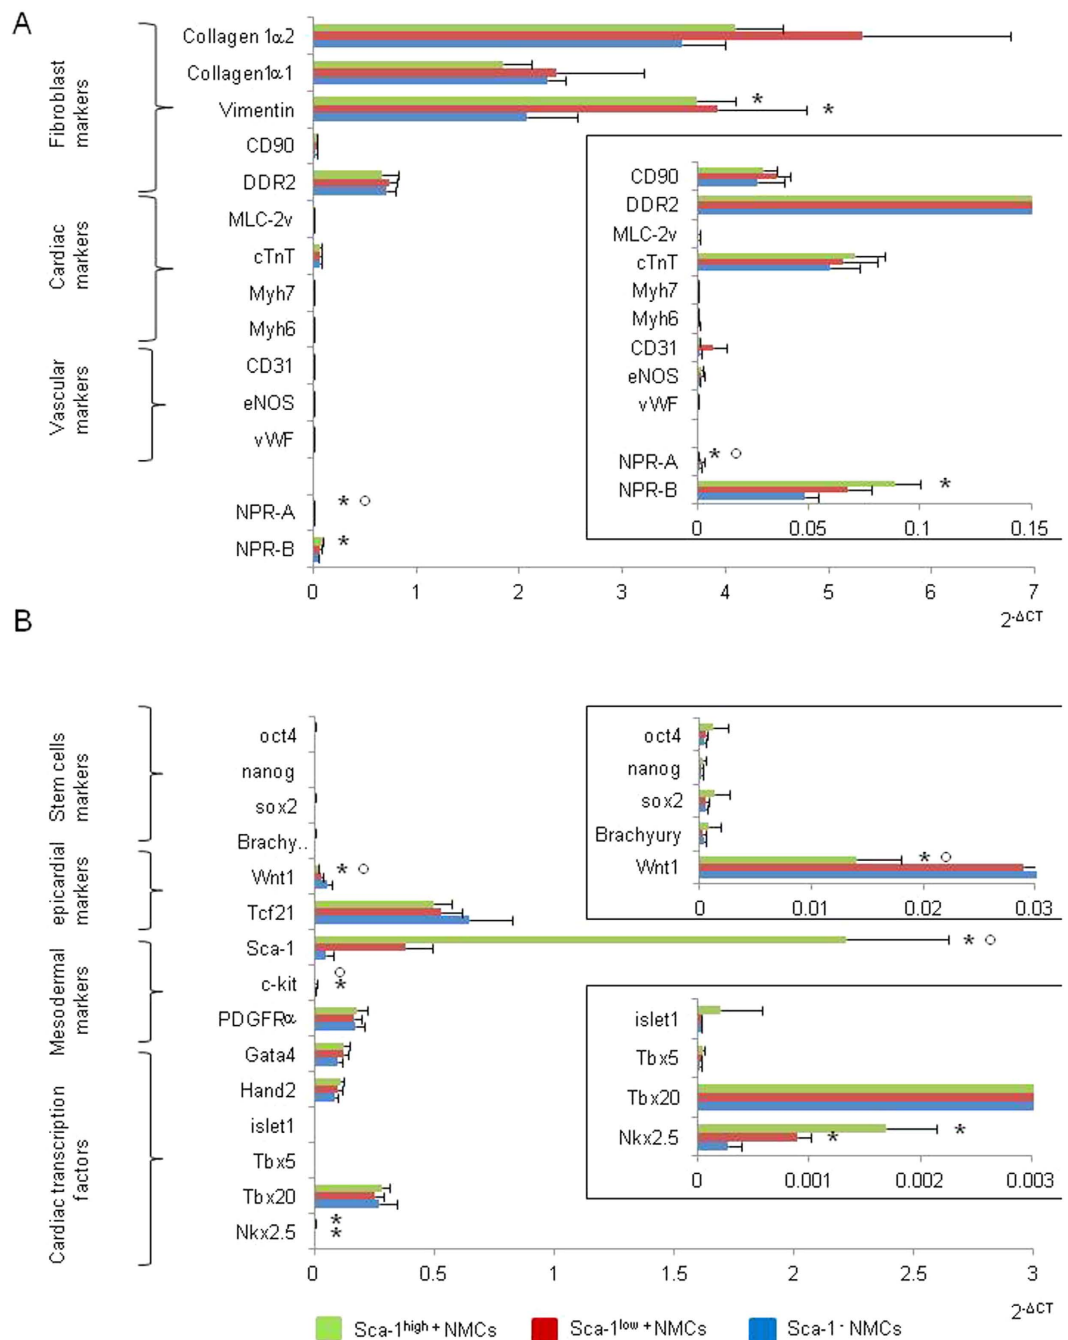 A
Fibroblast
markers
Collagen 1α2
Collagen1α1
Vimentin
*
*
CD90
DDR2
Cardiac
markers
MLC-2v
cTnT
Myh7
Myh6
Vascular
markers
CD31
eNOS
vWF
NPR-A
* ○
NPR-B
*
0 1 2 3 4 5 6 7
2-ΔCT
CD90
DDR2
MLC-2v
cTnT
Myh7
Myh6
CD31
eNOS
vWF
NPR-A
* ○
NPR-B
*
0 0.05 0.1 0.15
B
Stem cells
markers
oct4
nanog
sox2
Brachy..
epicardial
markers
Wnt1
* ○
Tcf21
Mesodermal
markers
Sca-1
* ○
c-kit
○
*
PDGFRα
Cardiac transcription
factors
Gata4
Hand2
islet1
Tbx5
Tbx20
Nkx2.5
*
*
0 0.5 1 1.5 2 2.5 3
2-ΔCT
oct4
nanog
sox2
Brachyury
Wnt1
* ○
0 0.01 0.02 0.03
islet1
Tbx5
Tbx20
Nkx2.5
*
*
0 0.001 0.002 0.003
Sca-1high + NMCs Sca-1low + NMCs Sca-1- NMCs